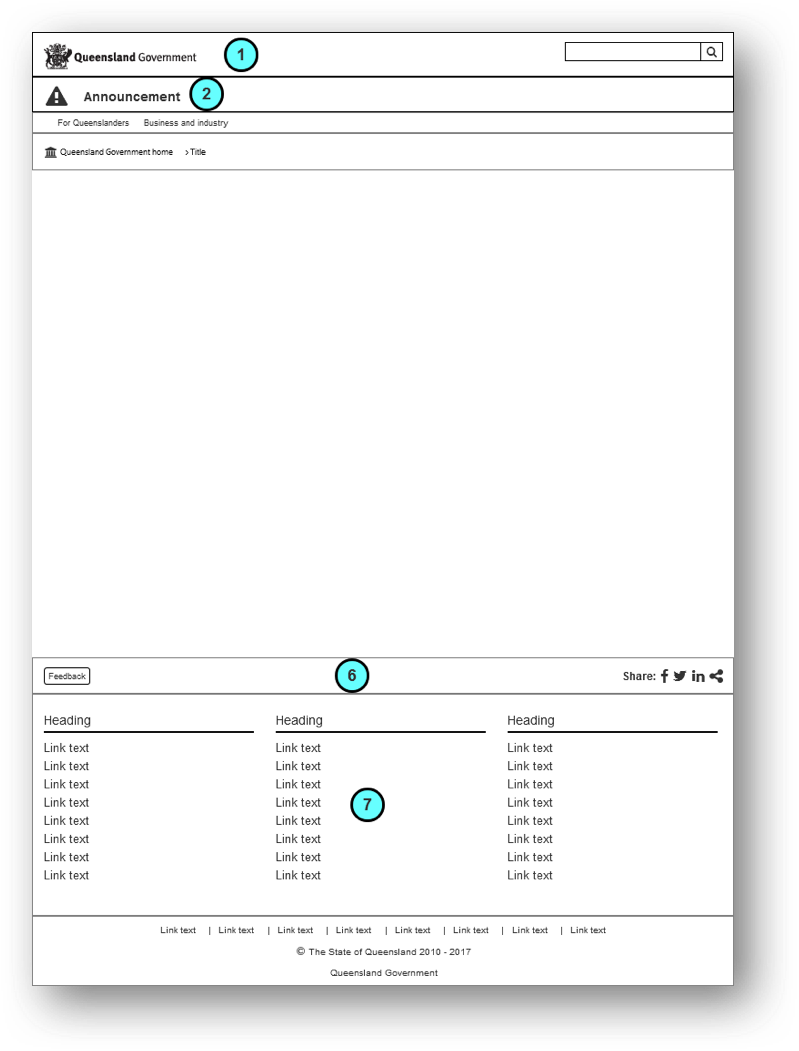 Queensland Government 1
Announcement 2
For Queenslanders Business and industry
Queensland Government home > Title
Feedback 6 Share:
Heading Heading Heading
Link text Link text Link text
Link text Link text Link text
Link text Link text Link text
Link text Link text 7 Link text
Link text Link text Link text
Link text Link text Link text
Link text Link text Link text
Link text Link text Link text
Link text | Link text | Link text | Link text | Link text | Link text | Link text | Link text
© The State of Queensland 2010 - 2017
Queensland Government